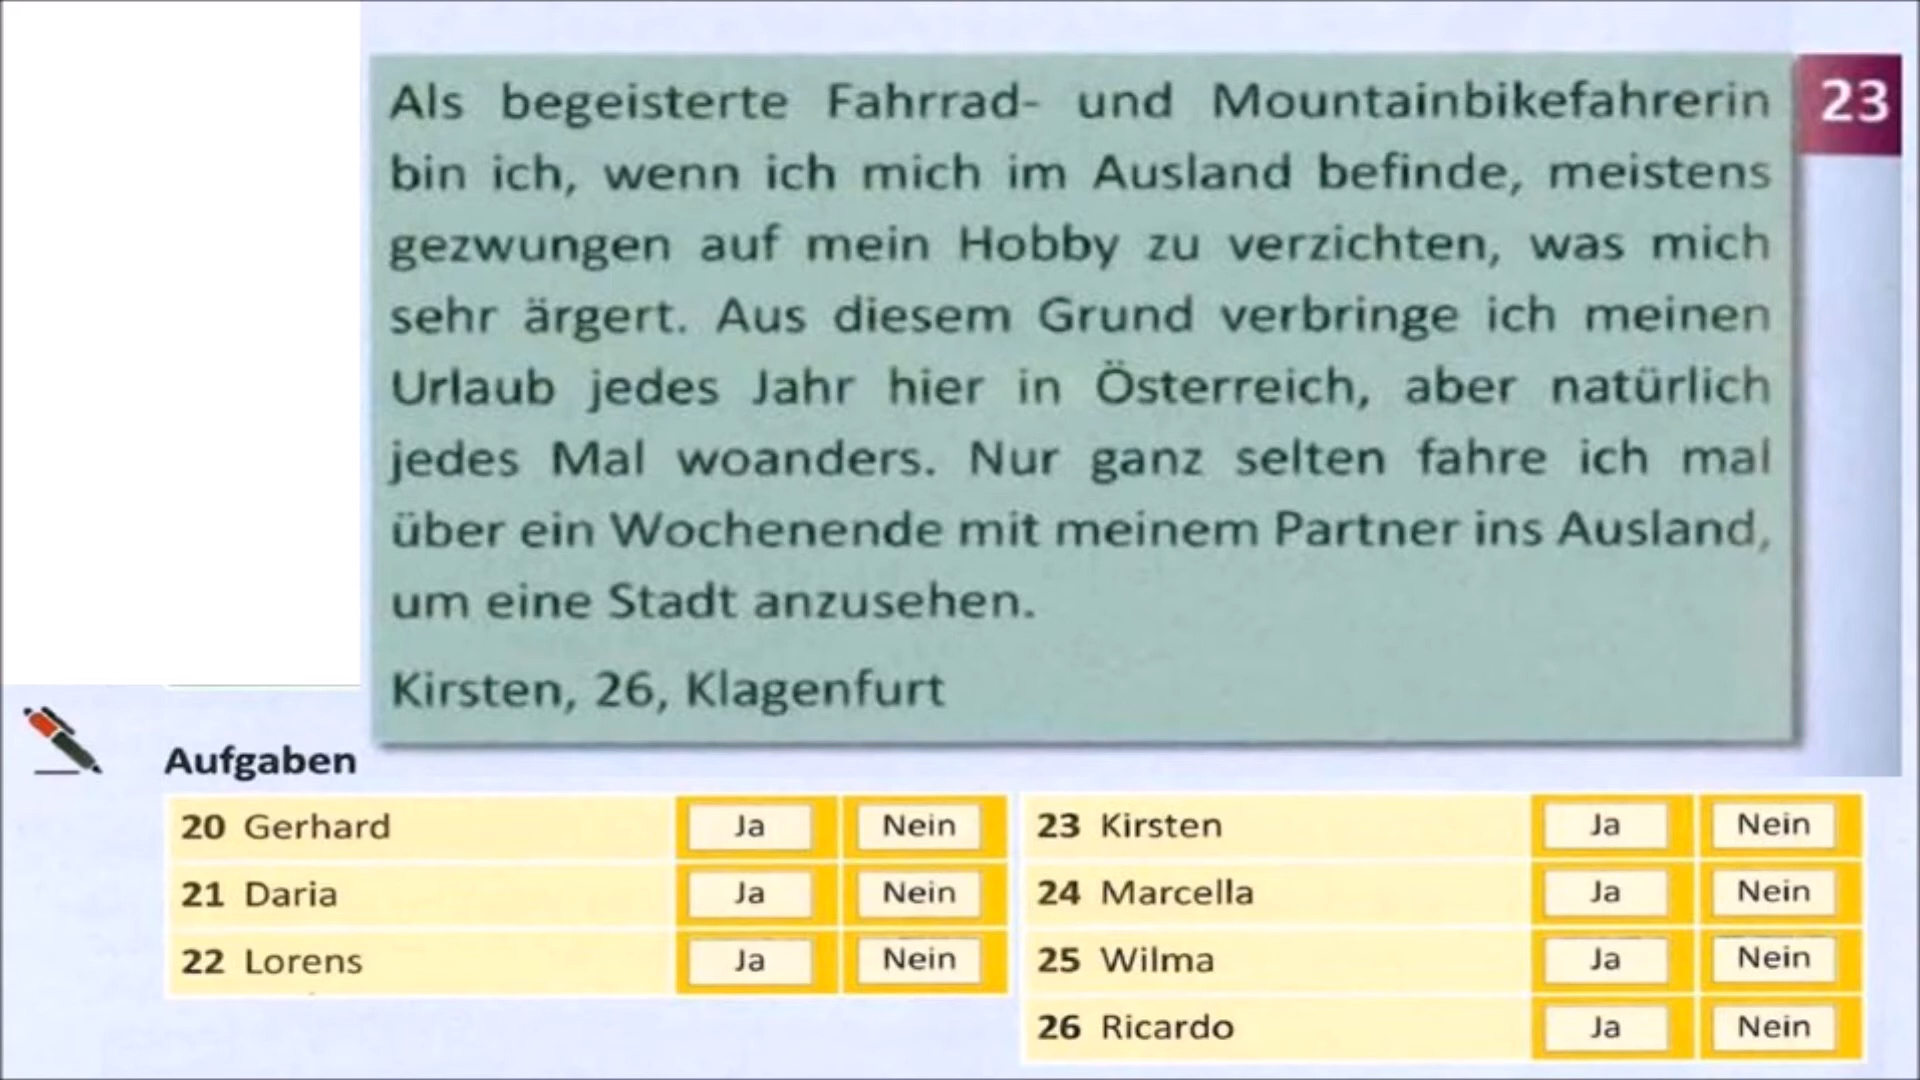 Als begeisterte Fahrrad- und Mountainbikefahrerin
bin ich, wenn ich mich im Ausland befinde, meistens
gezwungen auf mein Hobby zu verzichten, was mich
sehr ärgert. Aus diesem Grund verbringe ich meinen
Urlaub jedes Jahr hier in Österreich, aber natürlich
jedes Mal woanders. Nur ganz selten fahre ich mal
über ein Wochenende mit meinem Partner ins Ausland,
um eine Stadt anzusehen.
Kirsten, 26, Klagenfurt
23
Aufgaben
20 Gerhard Ja Nein
21 Daria Ja Nein
22 Lorens Ja Nein
23 Kirsten Ja Nein
24 Marcella Ja Nein
25 Wilma Ja Nein
26 Ricardo Ja Nein